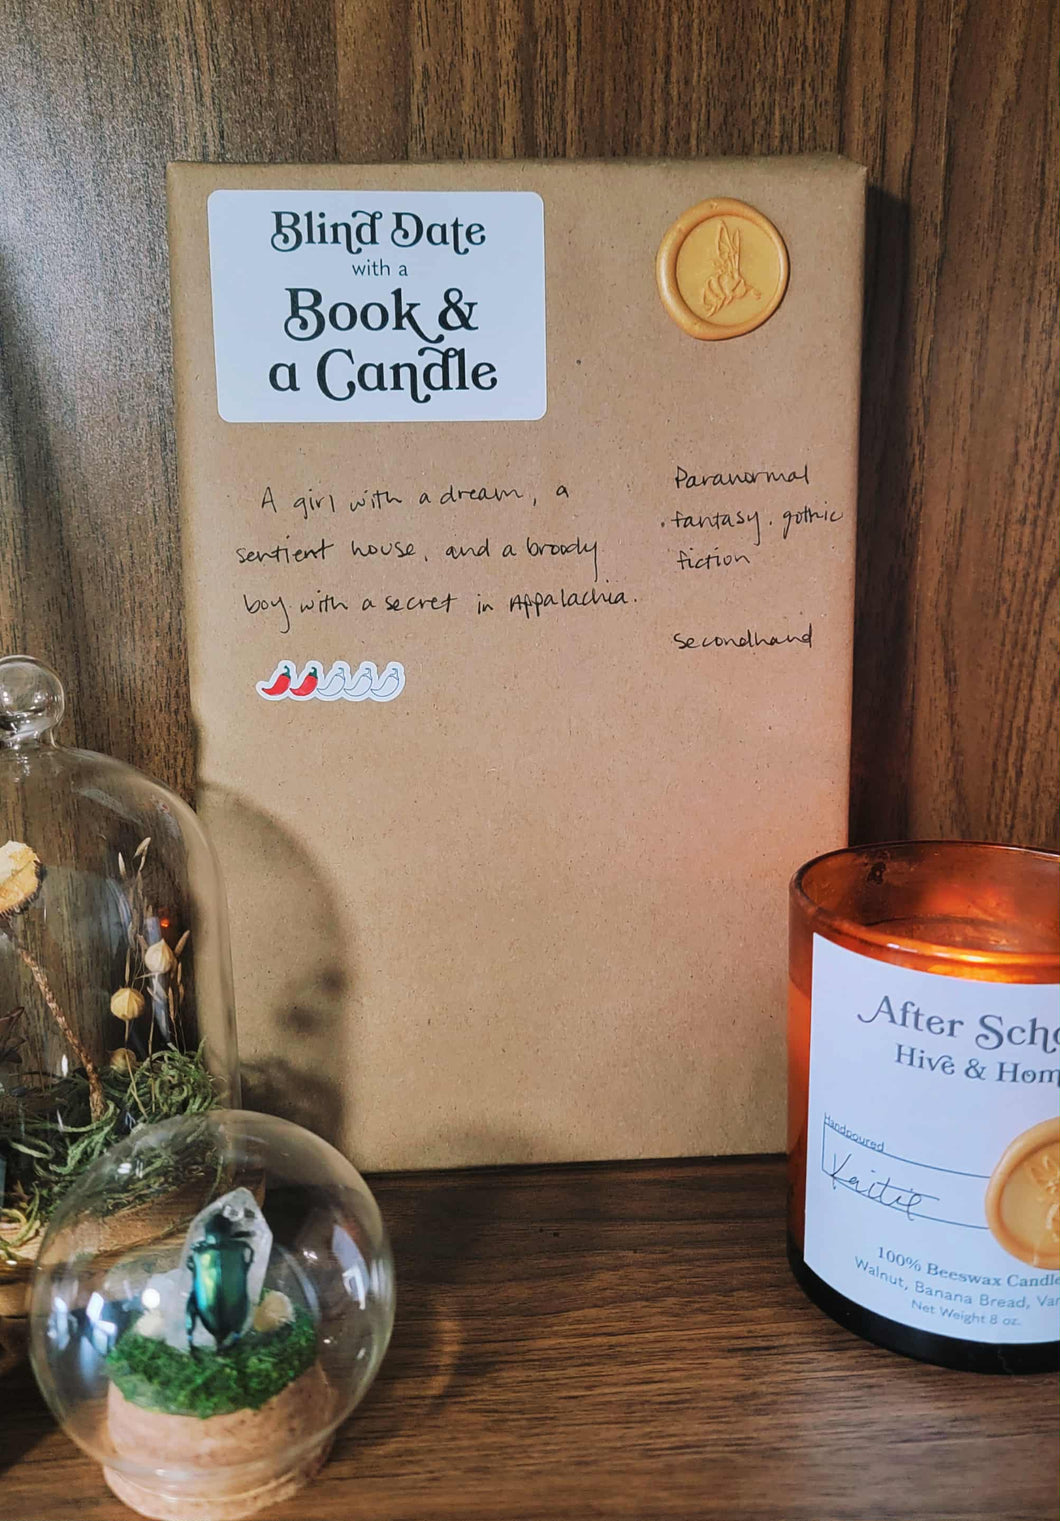 Blind Date
with a
Book &
a Candle
A girl with a dream, a
sentient house, and a broody
boy with a secret in Appalachia.
Paranormal
. fantasy . gothic
fiction
secondhand
After Scho
Hive & Hom
Handpoured
Kaitie
100% Beeswax Candle
Walnut, Banana Bread, Van
Net Weight 8 oz.